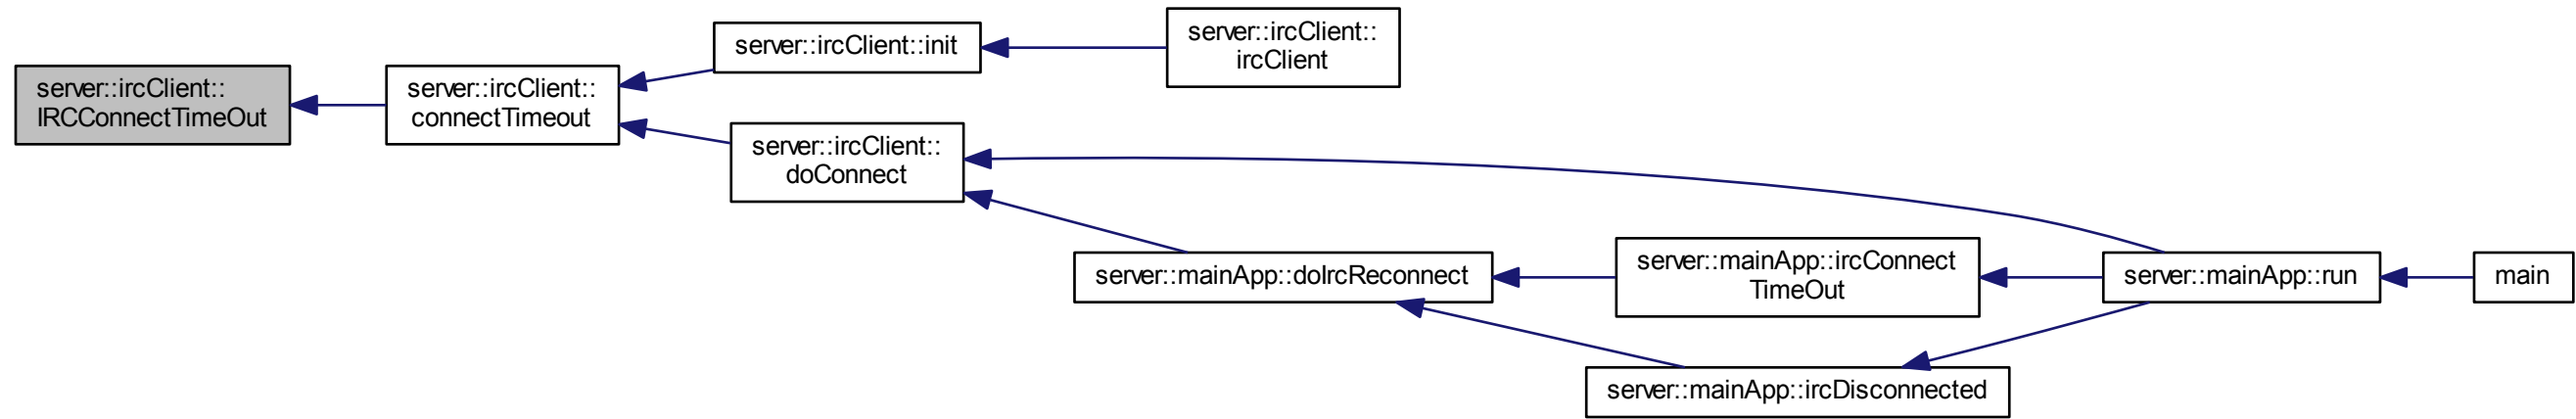 server::ircClient::
IRCConnectTimeOut
server::ircClient::
connectTimeout
server::ircClient::init
server::ircClient::
ircClient
server::ircClient::
doConnect
server::mainApp::doIrcReconnect
server::mainApp::ircConnect
TimeOut
server::mainApp::ircDisconnected
server::mainApp::run
main